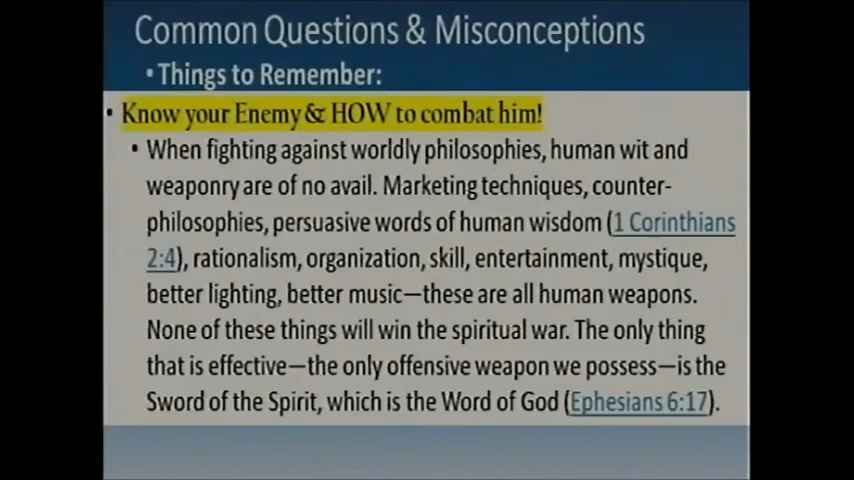 Common Questions & Misconceptions
• Things to Remember:
• Know your Enemy & HOW to combat him!
• When fighting against worldly philosophies, human wit and
weaponry are of no avail. Marketing techniques, counter-
philosophies, persuasive words of human wisdom (1 Corinthians
2:4), rationalism, organization, skill, entertainment, mystique,
better lighting, better music—these are all human weapons.
None of these things will win the spiritual war. The only thing
that is effective—the only offensive weapon we possess—is the
Sword of the Spirit, which is the Word of God (Ephesians 6:17).